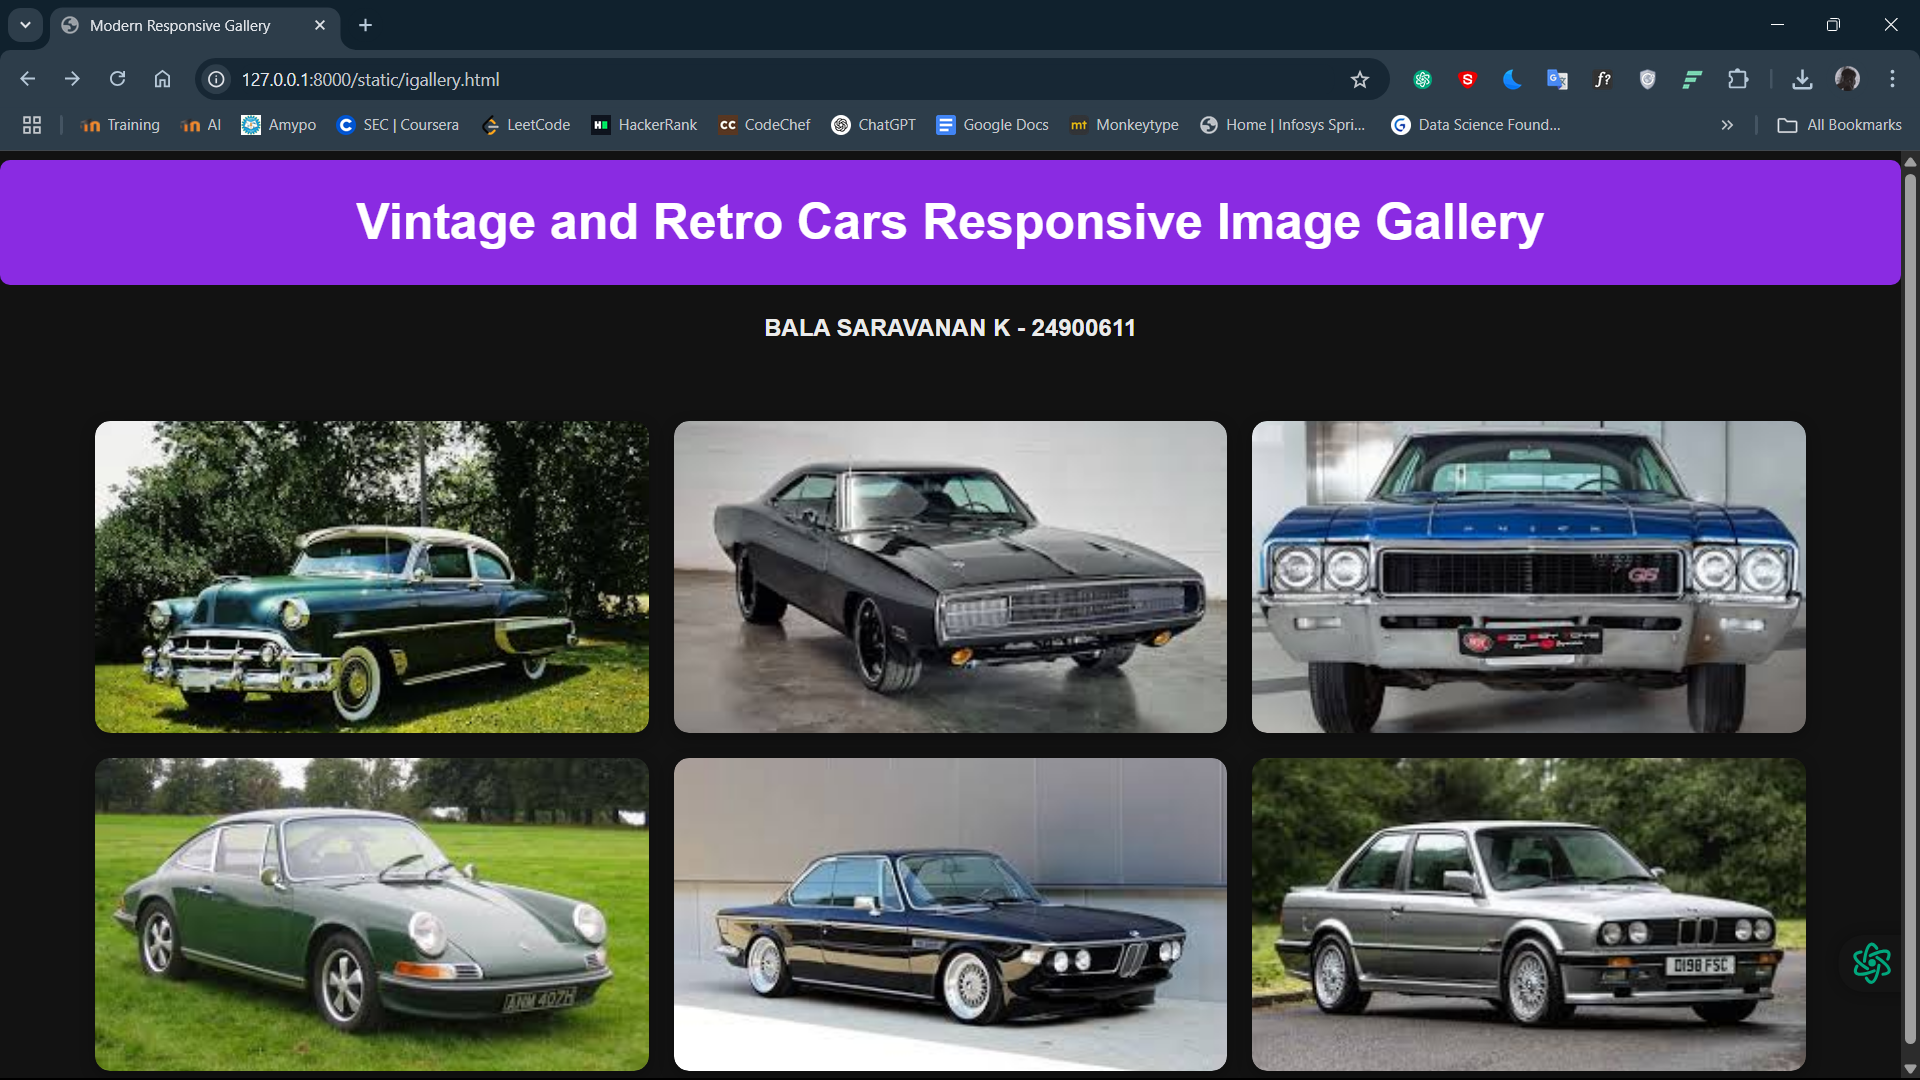 Modern Responsive Gallery
127.0.0.1:8000/static/igallery.html
Training
AI
Amypo
SEC | Coursera
LeetCode
HackerRank
CodeChef
ChatGPT
Google Docs
Monkeytype
Home | Infosys Spri...
Data Science Found...
All Bookmarks
Vintage and Retro Cars Responsive Image Gallery
BALA SARAVANAN K - 24900611
BUICK
GS
ANM 407H
D198 FSC